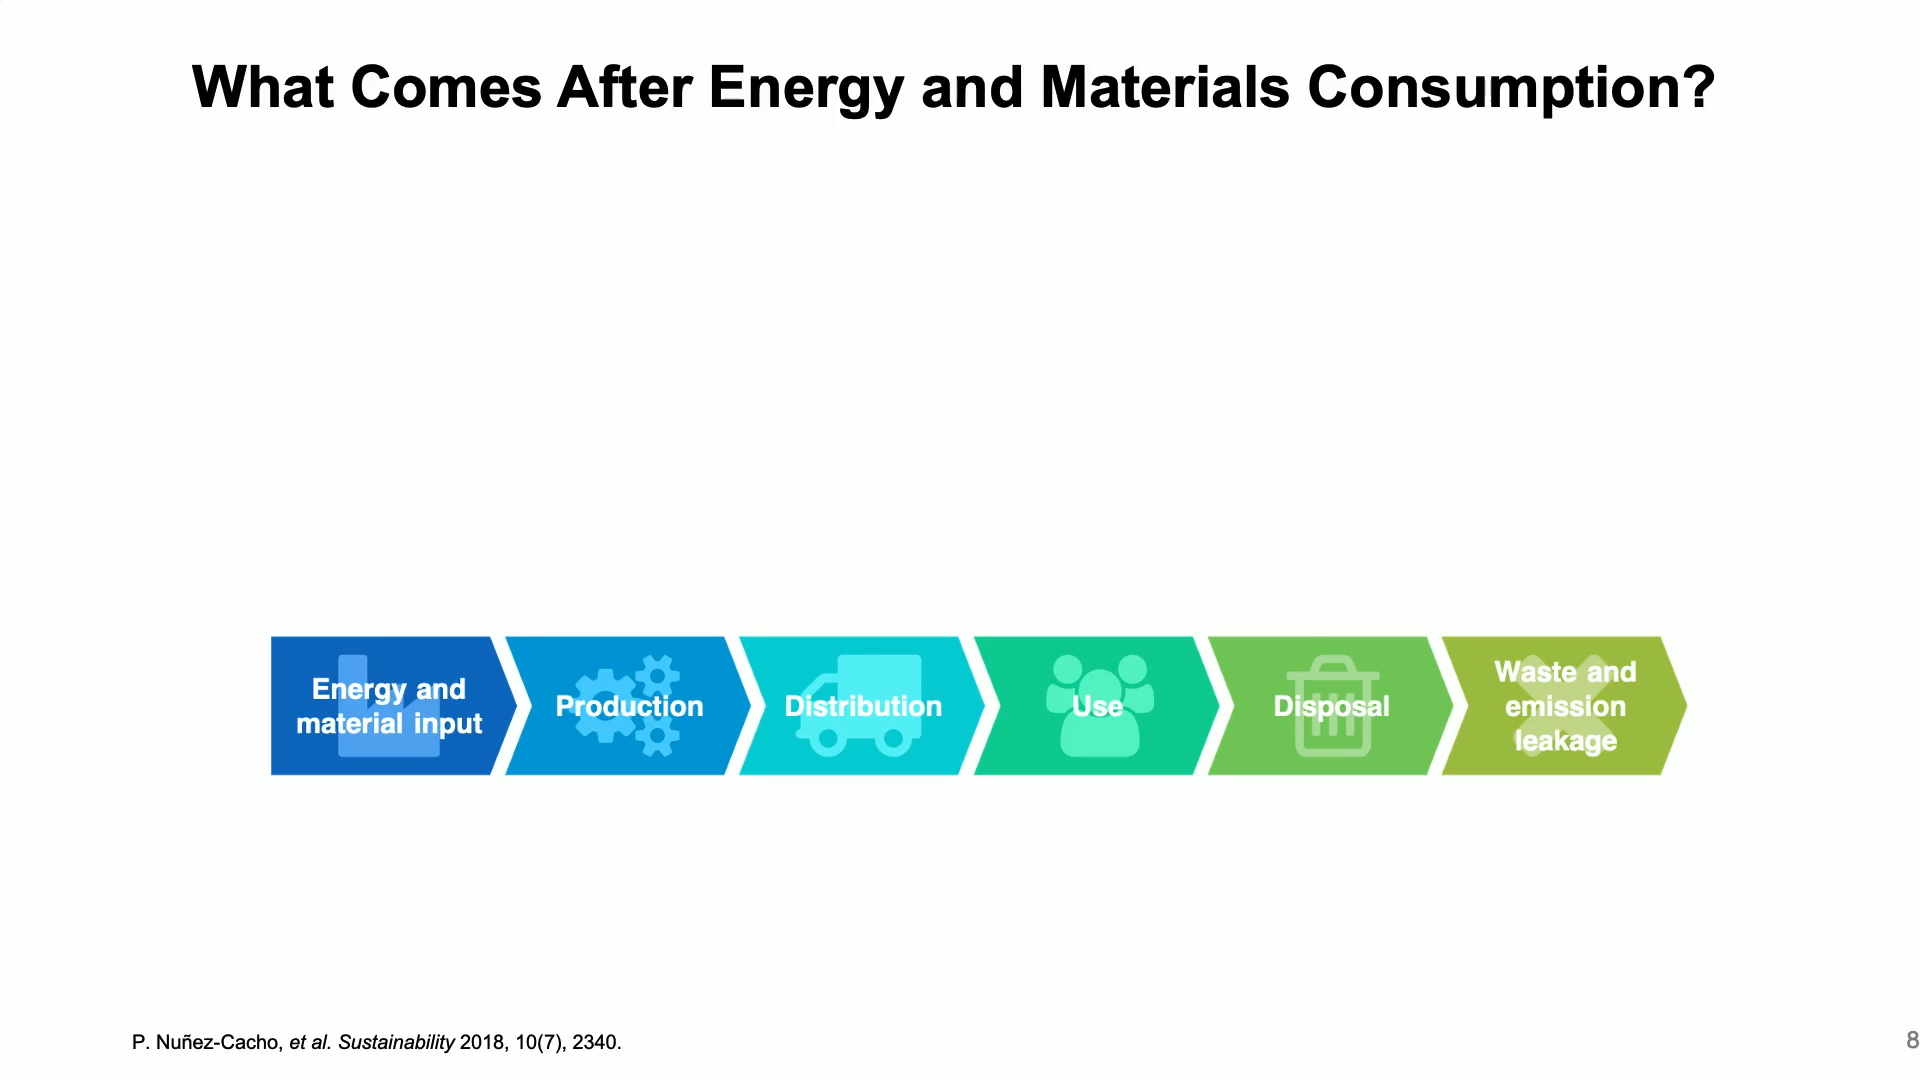 What Comes After Energy and Materials Consumption?
Energy and
material input
Production
Distribution
Use
Disposal
Waste and
emission
leakage
P. Nuñez-Cacho, et al. Sustainability 2018, 10(7), 2340.
8